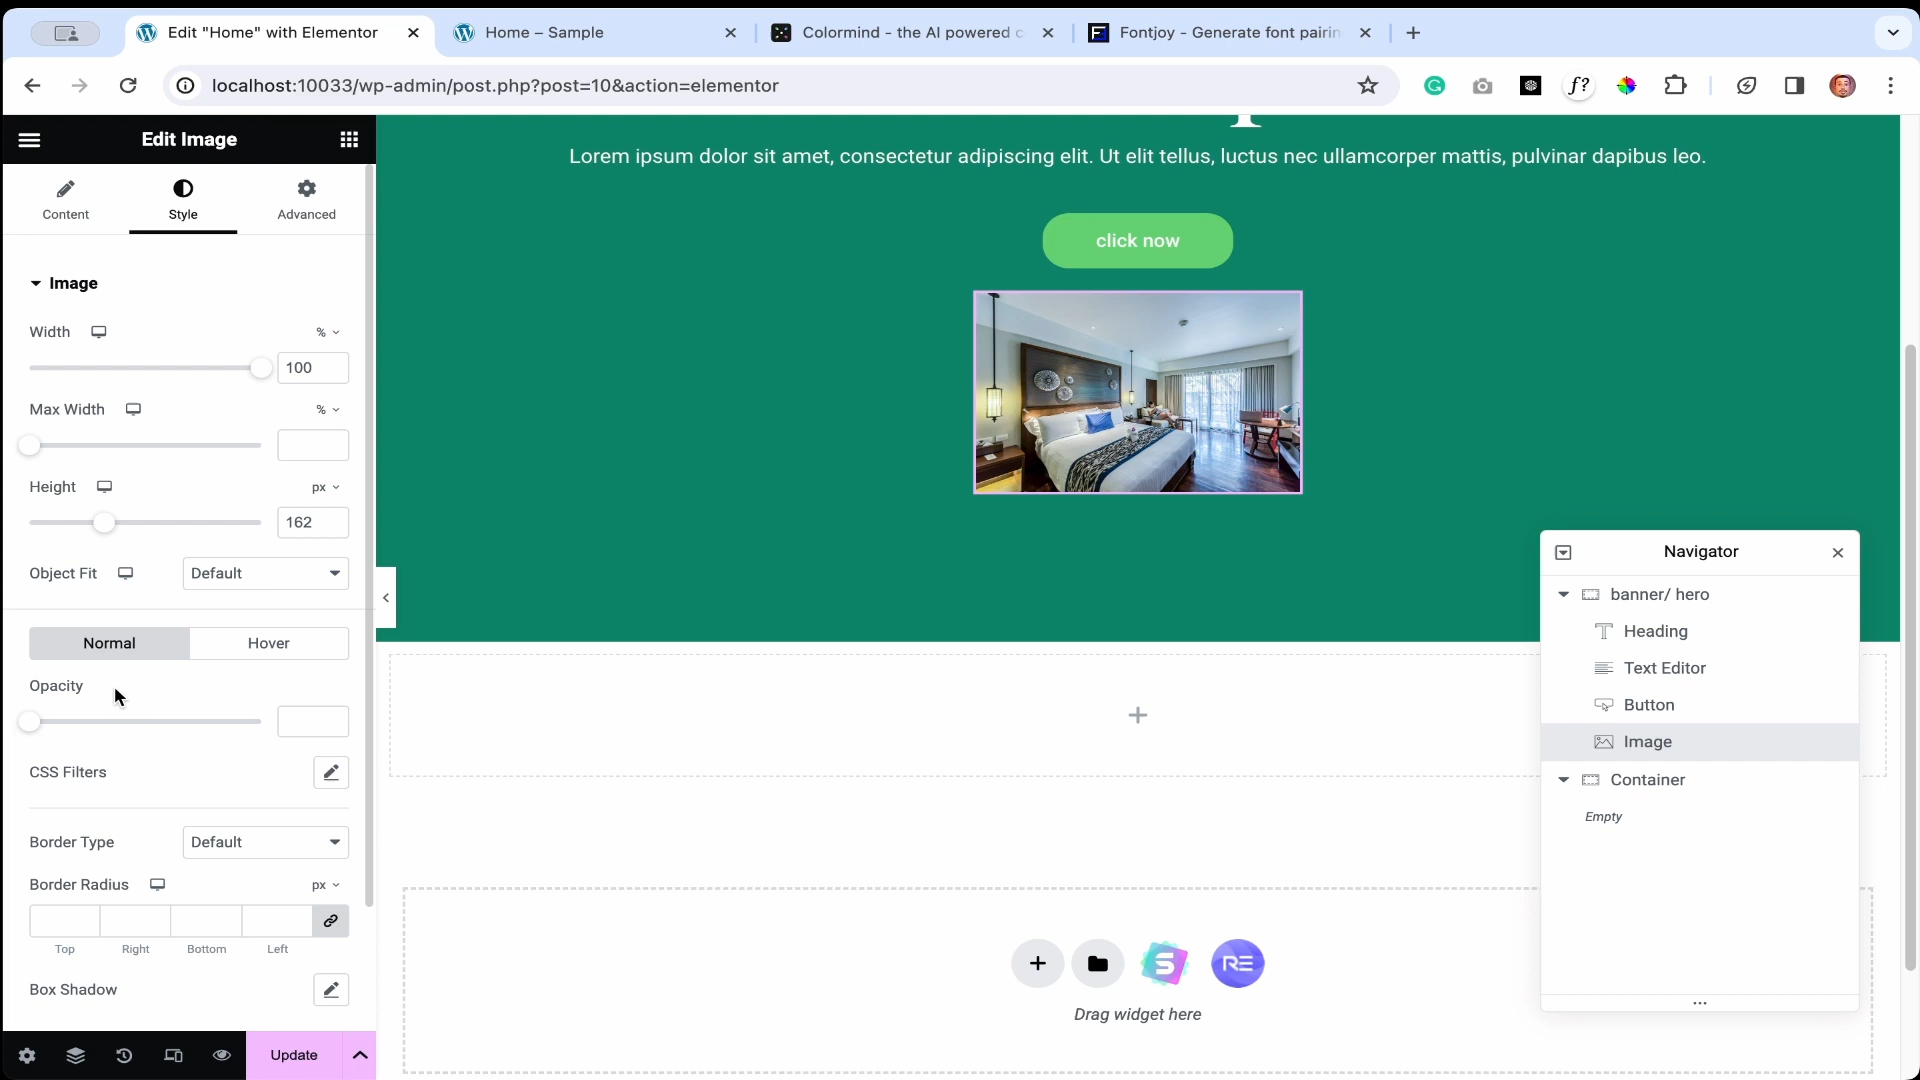 Edit "Home" with Elementor
Home – Sample
Colormind - the AI powered c
Fontjoy - Generate font pairin
localhost:10033/wp-admin/post.php?post=10&action=elementor
f?
Edit Image
Content
Style
Advanced
Image
Width
%
100
Max Width
%
Height
px
162
Object Fit
Default
Normal
Hover
Opacity
CSS Filters
Border Type
Default
Border Radius
px
Top
Right
Bottom
Left
Box Shadow
Update
Lorem ipsum dolor sit amet, consectetur adipiscing elit. Ut elit tellus, luctus nec ullamcorper mattis, pulvinar dapibus leo.
click now
S
RE
Drag widget here
Navigator
banner/ hero
Heading
Text Editor
Button
Image
Container
Empty